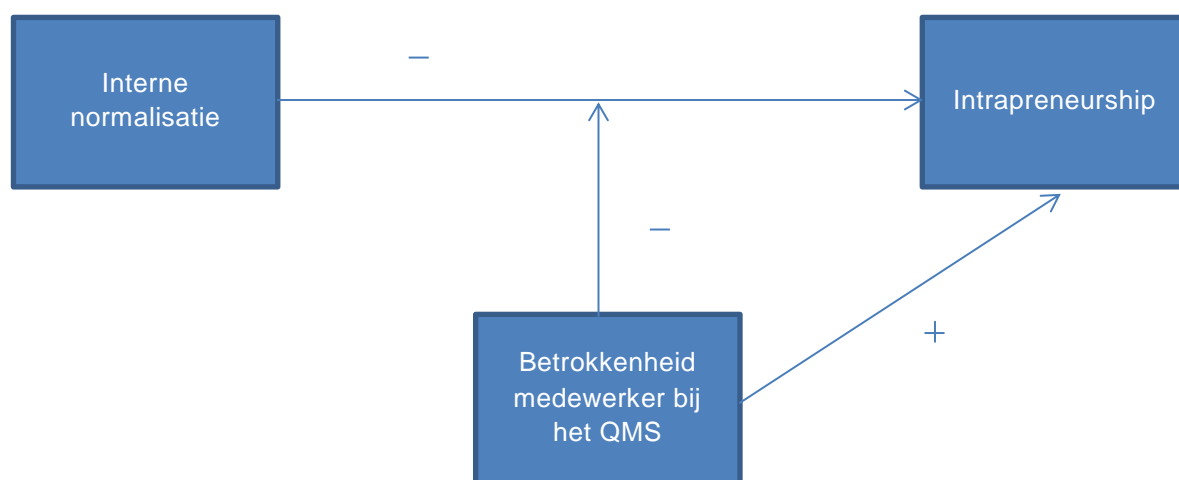 Interne
normalisatie
–
Intrapreneurship
–
Betrokkenheid
medewerker bij
het QMS
+